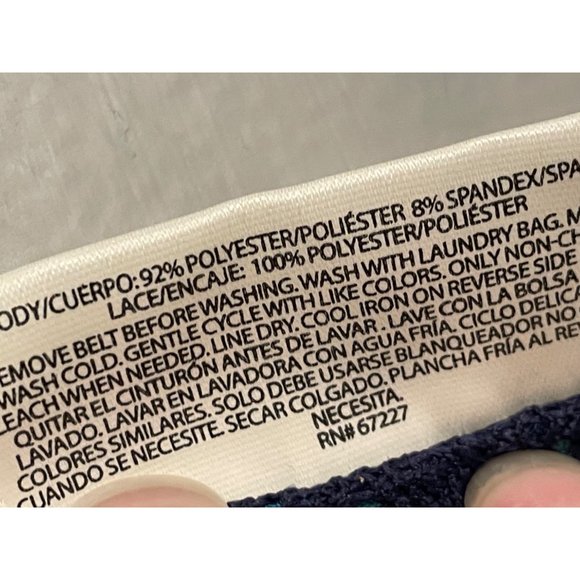 ODY/CUERPO: 92% POLYESTER/POLIÉSTER 8% SPANDEX/SPA
LACE/ENCAJE: 100% POLYESTER/POLIÉSTER
EMOVE BELT BEFORE WASHING. WASH WITH LAUNDRY BAG. M
WASH COLD. GENTLE CYCLE WITH LIKE COLORS. ONLY NON-CH
LEACH WHEN NEEDED. LINE DRY. COOL IRON ON REVERSE SIDE
QUITAR EL CINTURÓN ANTES DE LAVAR . LAVE CON LA BOLSA
LAVADO. LAVAR EN LAVADORA CON AGUA FRÍA. CICLO DELICA
COLORES SIMILARES. SOLO DEBE USARSE BLANQUEADOR NO
CUANDO SE NECESITE. SECAR COLGADO. PLANCHA FRÍA AL RE
NECESITA.
RN# 67227